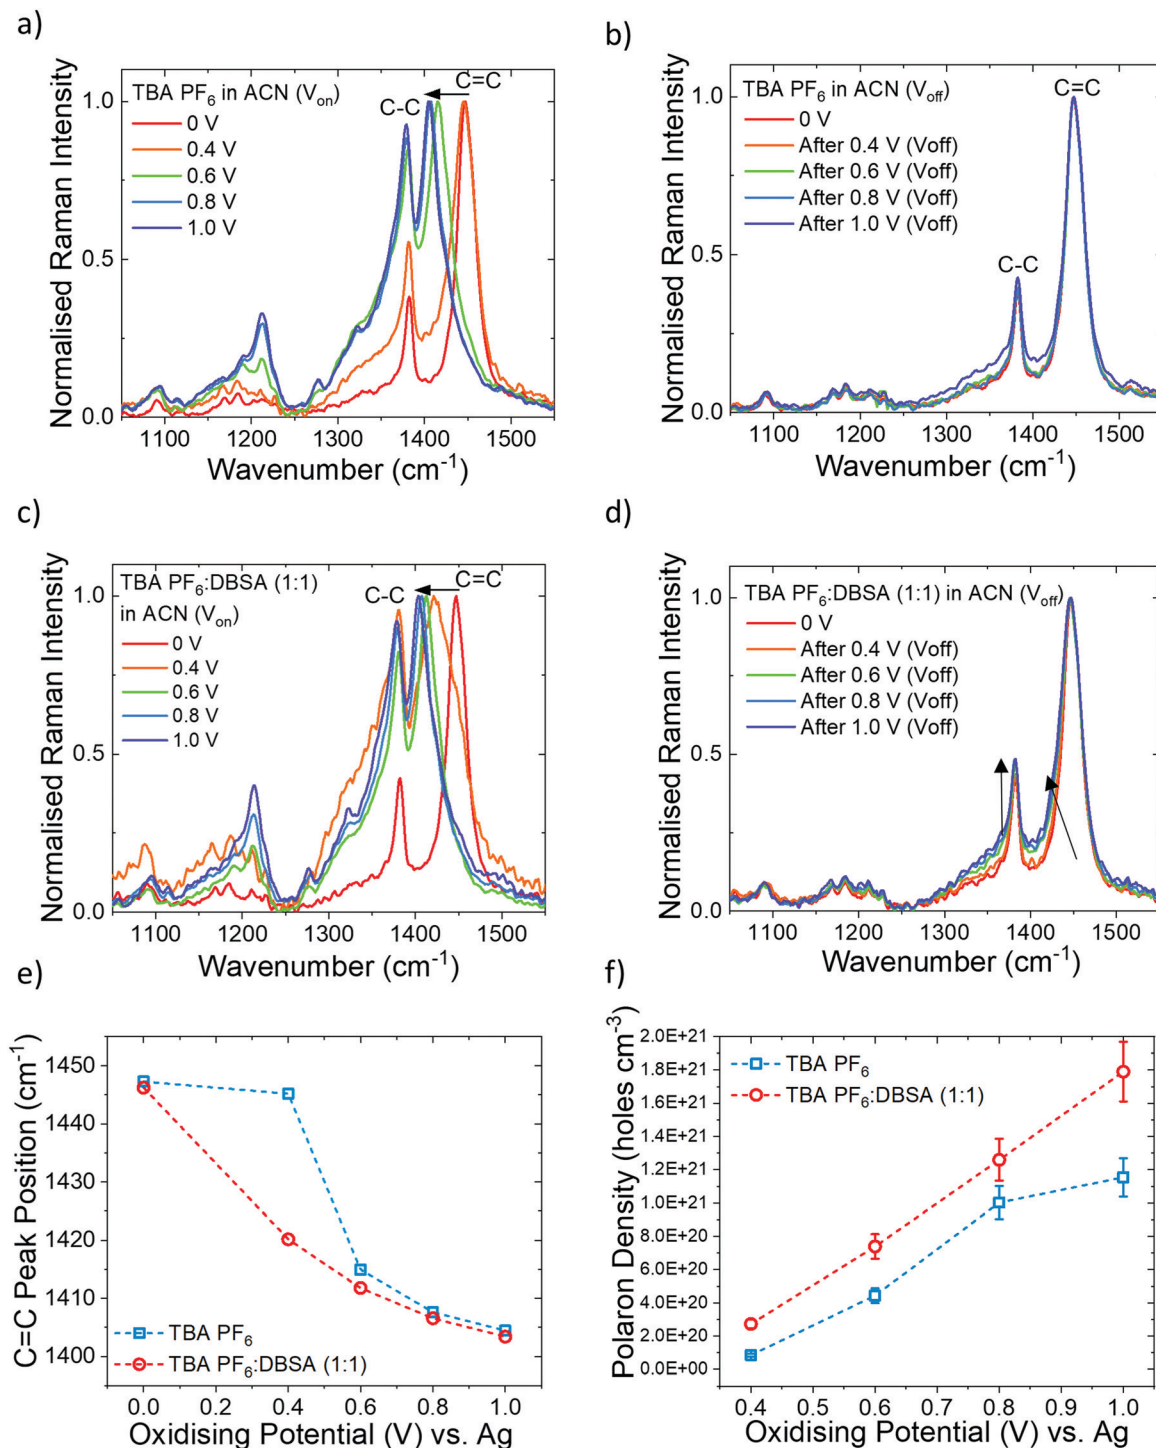 a)
TBA PF₆ in ACN (Vₒₙ)
0 V
0.4 V
0.6 V
0.8 V
1.0 V
C-C
C=C
1.0
0.5
0.0
Normalised Raman Intensity
1100 1200 1300 1400 1500
Wavenumber (cm⁻¹)
b)
TBA PF₆ in ACN (V_off)
0 V
After 0.4 V (Voff)
After 0.6 V (Voff)
After 0.8 V (Voff)
After 1.0 V (Voff)
C-C
C=C
1.0
0.5
0.0
Normalised Raman Intensity
1100 1200 1300 1400 1500
Wavenumber (cm⁻¹)
c)
TBA PF₆:DBSA (1:1)
in ACN (Vₒₙ)
0 V
0.4 V
0.6 V
0.8 V
1.0 V
C-C
C=C
1.0
0.5
0.0
Normalised Raman Intensity
1100 1200 1300 1400 1500
Wavenumber (cm⁻¹)
d)
TBA PF₆:DBSA (1:1) in ACN (V_off)
0 V
After 0.4 V (Voff)
After 0.6 V (Voff)
After 0.8 V (Voff)
After 1.0 V (Voff)
1.0
0.5
0.0
Normalised Raman Intensity
1100 1200 1300 1400 1500
Wavenumber (cm⁻¹)
e)
1450
1440
1430
1420
1410
1400
C=C Peak Position (cm⁻¹)
TBA PF₆
TBA PF₆:DBSA (1:1)
0.0 0.2 0.4 0.6 0.8 1.0
Oxidising Potential (V) vs. Ag
f)
2.0E+21
1.8E+21
1.6E+21
1.4E+21
1.2E+21
1.0E+21
8.0E+20
6.0E+20
4.0E+20
2.0E+20
0.0E+00
Polaron Density (holes cm⁻³)
TBA PF₆
TBA PF₆:DBSA (1:1)
0.4 0.5 0.6 0.7 0.8 0.9 1.0
Oxidising Potential (V) vs. Ag